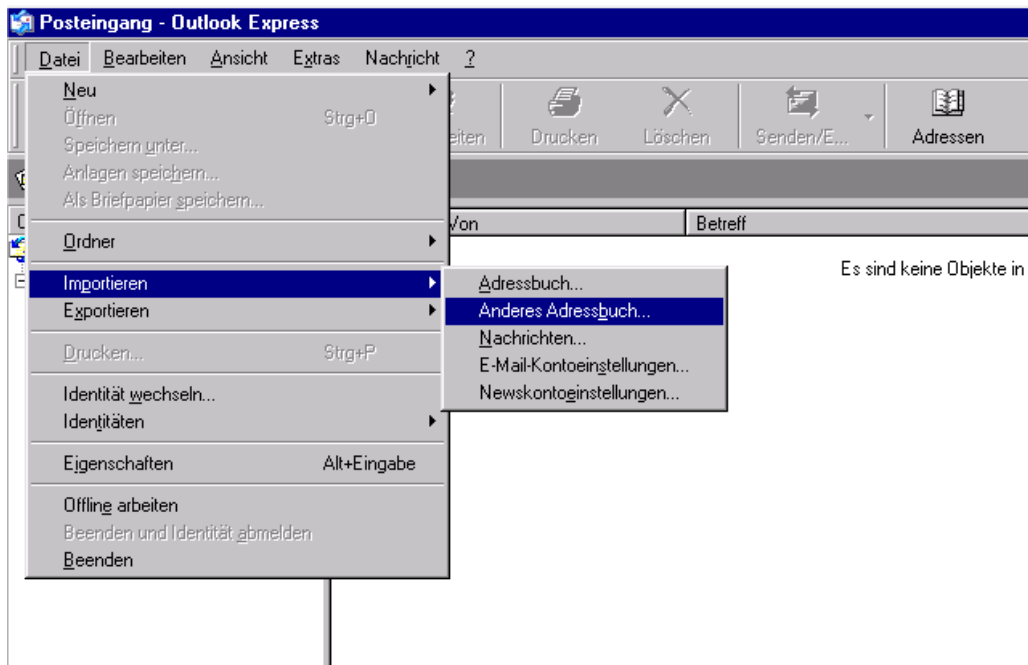 Posteingang - Outlook Express
Datei Bearbeiten Ansicht Extras Nachricht ?
Drucken Löschen Senden/E... Adressen
Neu
Öffnen Strg+O
Speichern unter...
Anlagen speichern...
Als Briefpapier speichern...
Von Betreff
Ordner
Es sind keine Objekte in
Importieren
Exportieren
Drucken... Strg+P
Identität wechseln...
Identitäten
Eigenschaften Alt+Eingabe
Offline arbeiten
Beenden und Identität abmelden
Beenden
Adressbuch...
Anderes Adressbuch...
Nachrichten...
E-Mail-Kontoeinstellungen...
Newskontoeinstellungen...